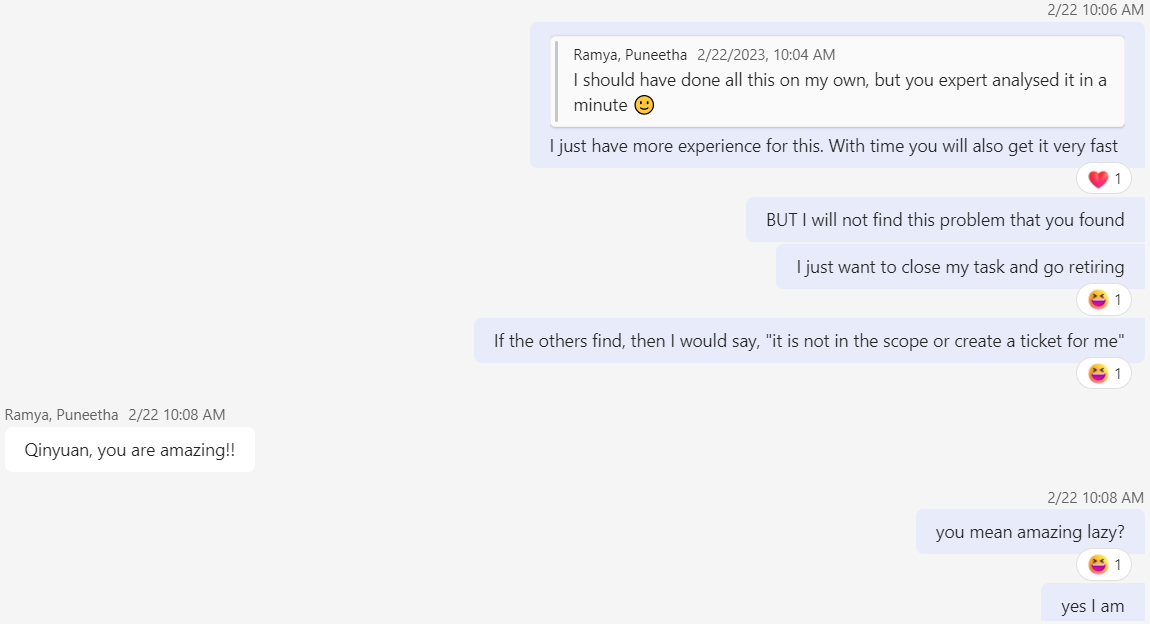 2/22 10:06 AM
Ramya, Puneetha 2/22/2023, 10:04 AM
I should have done all this on my own, but you expert analysed it in a
minute 🙂
I just have more experience for this. With time you will also get it very fast
❤️ 1
BUT I will not find this problem that you found
I just want to close my task and go retiring
😆 1
If the others find, then I would say, "it is not in the scope or create a ticket for me"
😆 1
Ramya, Puneetha 2/22 10:08 AM
Qinyuan, you are amazing!!
2/22 10:08 AM
you mean amazing lazy?
😆 1
yes I am